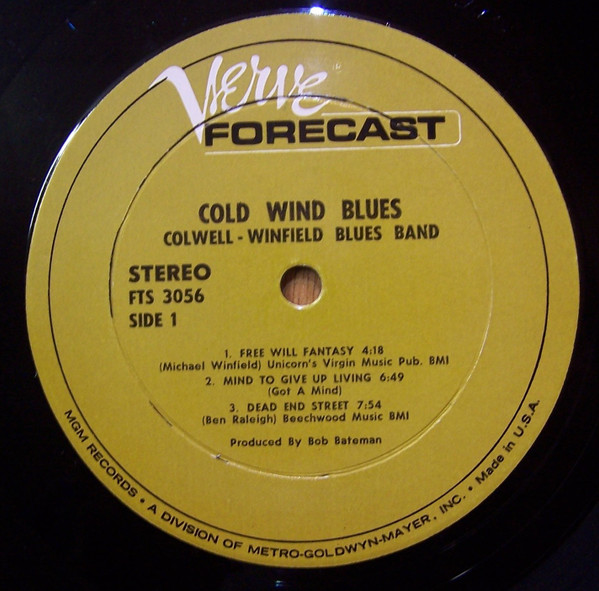 Verve
FORECAST
COLD WIND BLUES
COLWELL - WINFIELD BLUES BAND
STEREO
FTS 3056
SIDE 1
1. FREE WILL FANTASY 4:18
(Michael Winfield) Unicorn's Virgin Music Pub. BMI
2. MIND TO GIVE UP LIVING 6:49
(Got A Mind)
3. DEAD END STREET 7:54
(Ben Raleigh) Beechwood Music BMI
Produced By Bob Bateman
MGM RECORDS • A DIVISION OF METRO-GOLDWYN-MAYER, INC. • Made in U.S.A.